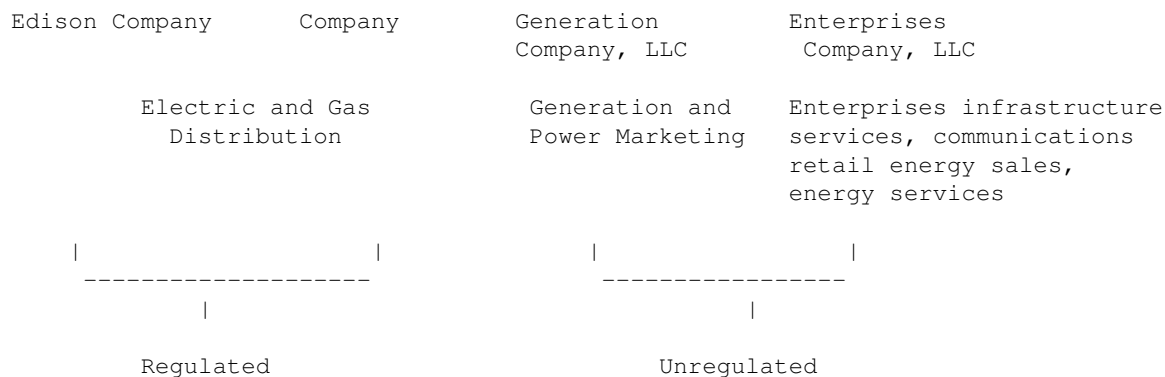 Edison Company      Company        Generation         Enterprises
                                   Company, LLC        Company, LLC
         Electric and Gas           Generation and    Enterprises infrastructure
           Distribution             Power Marketing   services, communications
                                                      retail energy sales,
                                                      energy services
    |                    |              |                 |
     --------------------                -----------------
             |                                     |
         Regulated                           Unregulated